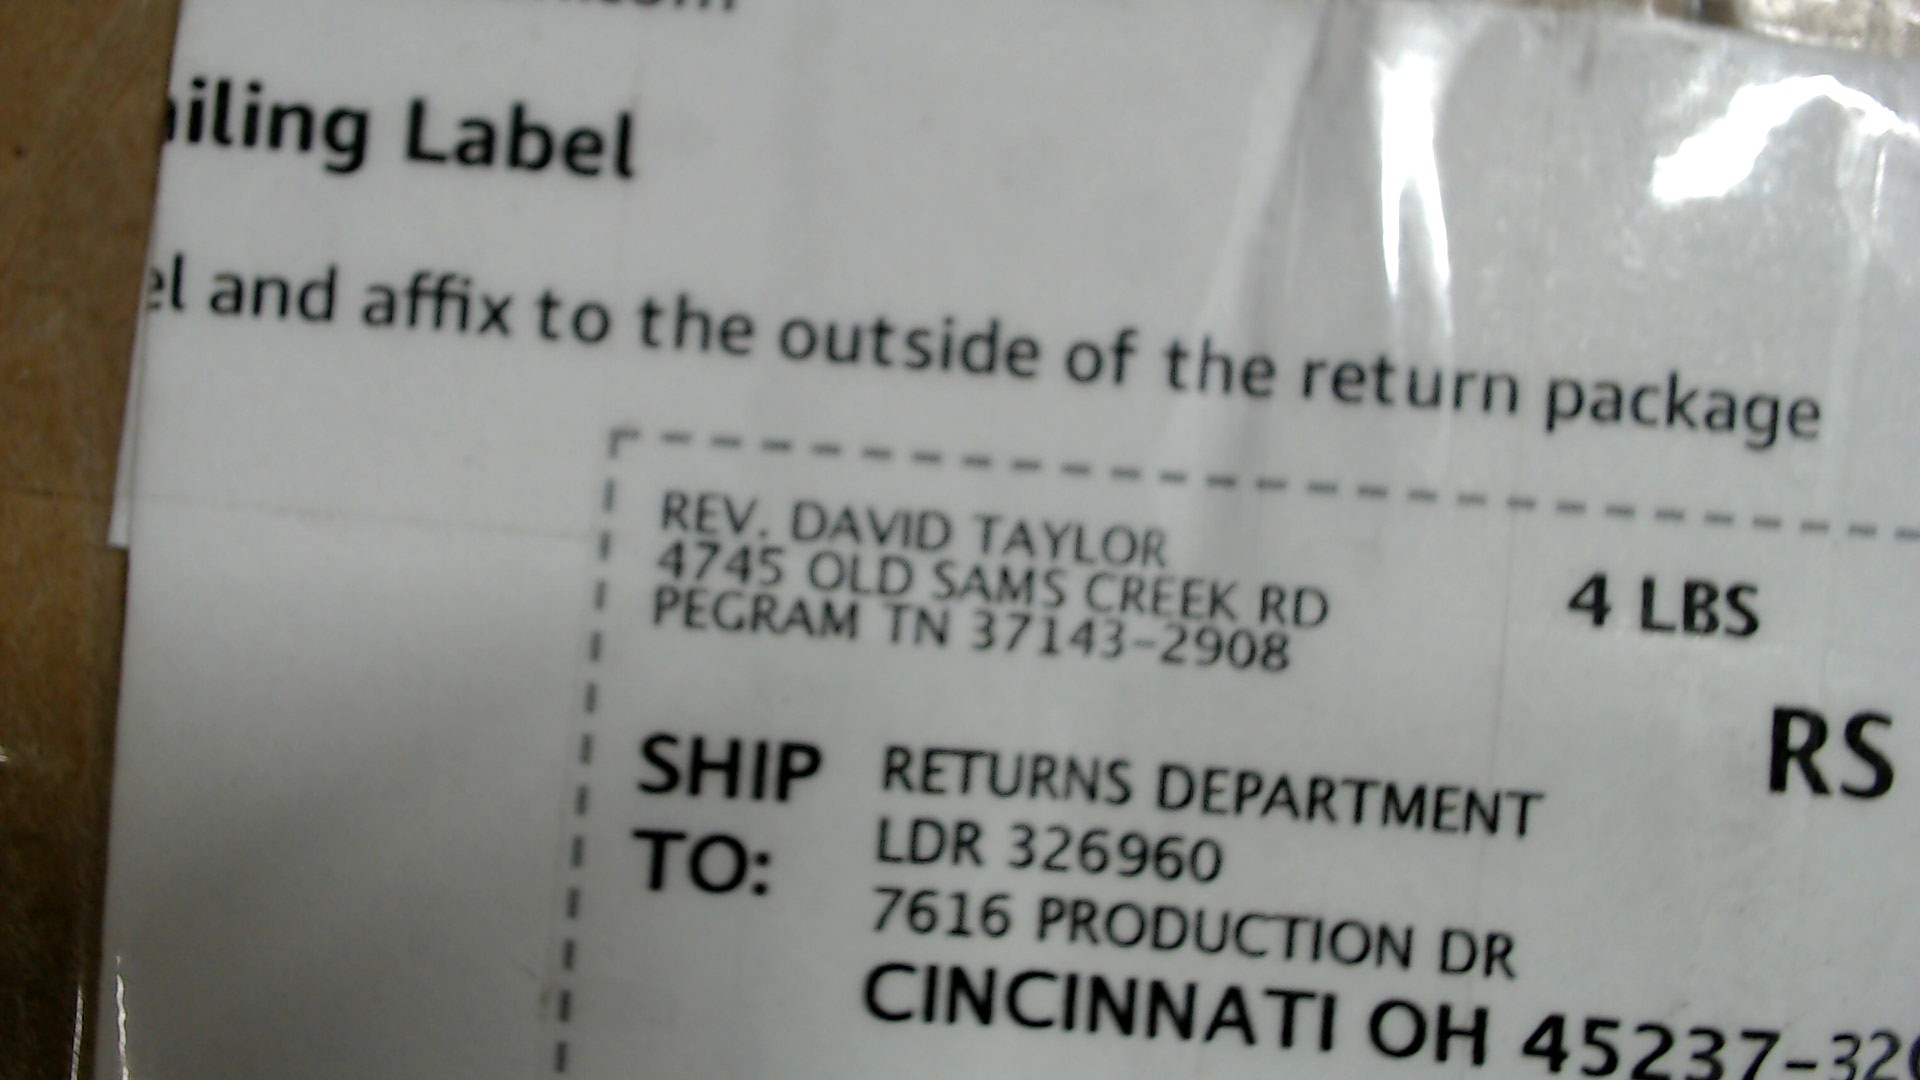 iling Label
el and affix to the outside of the return package
REV. DAVID TAYLOR
4745 OLD SAMS CREEK RD
PEGRAM TN 37143-2908
4 LBS
RS
SHIP TO:
RETURNS DEPARTMENT
LDR 326960
7616 PRODUCTION DR
CINCINNATI OH 45237-320